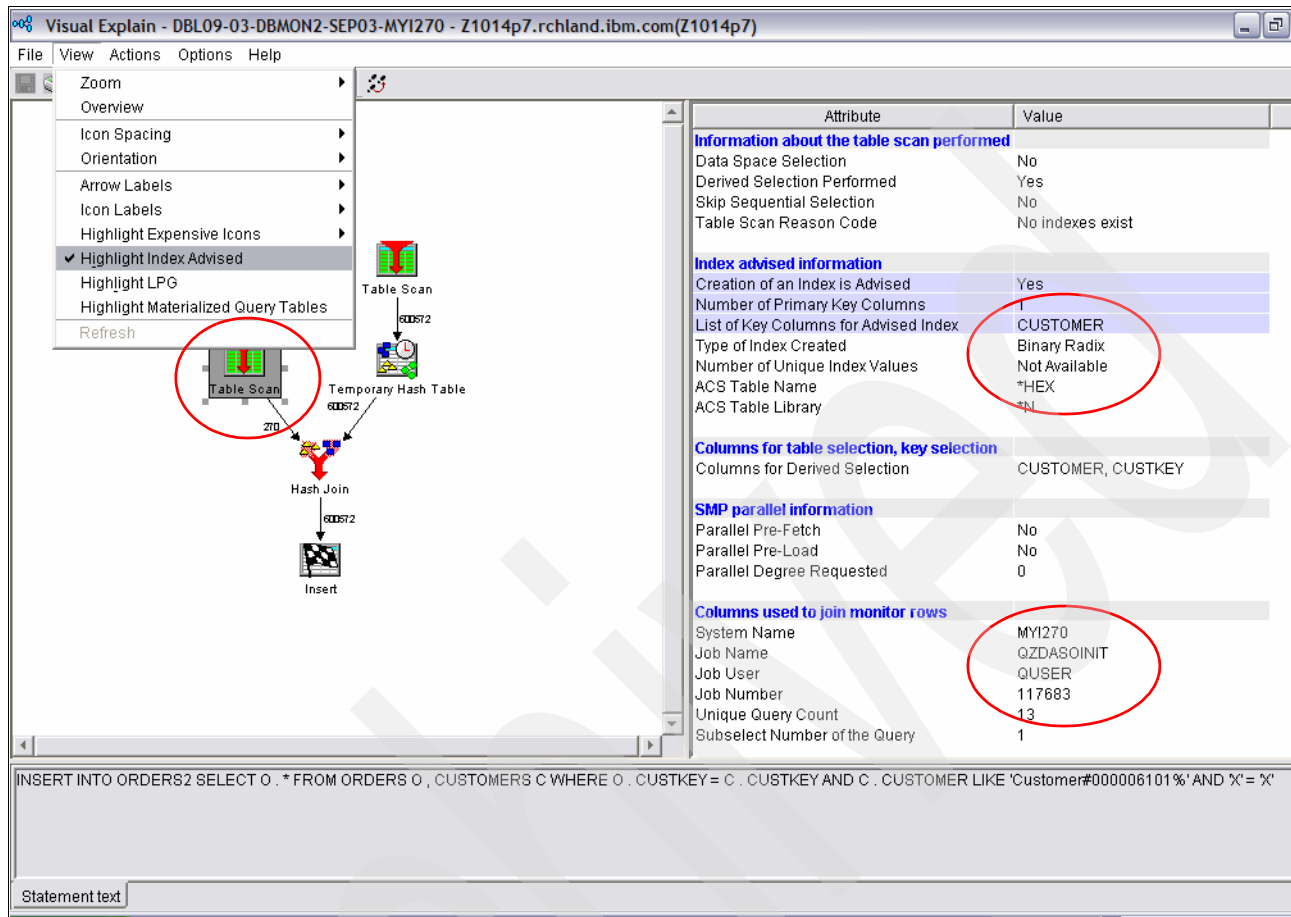 Visual Explain - DBL09-03-DBMON2-SEP03-MYI270 - Z1014p7.rchland.ibm.com(Z1014p7)
File View Actions Options Help
Zoom
Overview
Icon Spacing
Orientation
Arrow Labels
Icon Labels
Highlight Expensive Icons
Highlight Index Advised
Highlight LPG
Highlight Materialized Query Tables
Refresh
Table Scan
600572
Table Scan
Temporary Hash Table
270
600572
Hash Join
600572
Insert
Attribute Value
Information about the table scan performed
Data Space Selection No
Derived Selection Performed Yes
Skip Sequential Selection No
Table Scan Reason Code No indexes exist
Index advised information
Creation of an Index is Advised Yes
Number of Primary Key Columns 1
List of Key Columns for Advised Index CUSTOMER
Type of Index Created Binary Radix
Number of Unique Index Values Not Available
ACS Table Name *HEX
ACS Table Library *N
Columns for table selection, key selection
Columns for Derived Selection CUSTOMER, CUSTKEY
SMP parallel information
Parallel Pre-Fetch No
Parallel Pre-Load No
Parallel Degree Requested 0
Columns used to join monitor rows
System Name MYI270
Job Name QZDASOINIT
Job User QUSER
Job Number 117683
Unique Query Count 13
Subselect Number of the Query 1
INSERT INTO ORDERS2 SELECT O . * FROM ORDERS O , CUSTOMERS C WHERE O . CUSTKEY = C . CUSTKEY AND C . CUSTOMER LIKE 'Customer#000006101%' AND 'X' = 'X'
Statement text